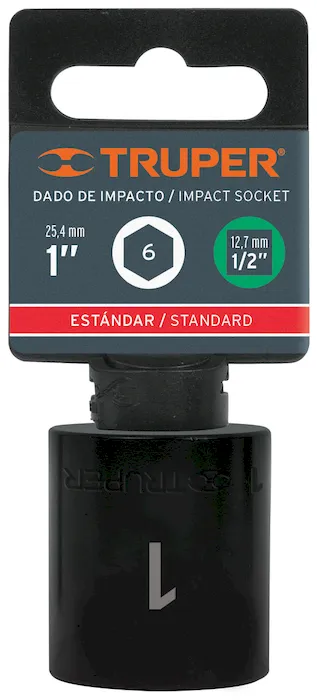 TRUPER®
DADO DE IMPACTO / IMPACT SOCKET
25,4 mm
1″
6
12,7 mm
1/2″
ESTÁNDAR / STANDARD
1 TRUPER
1